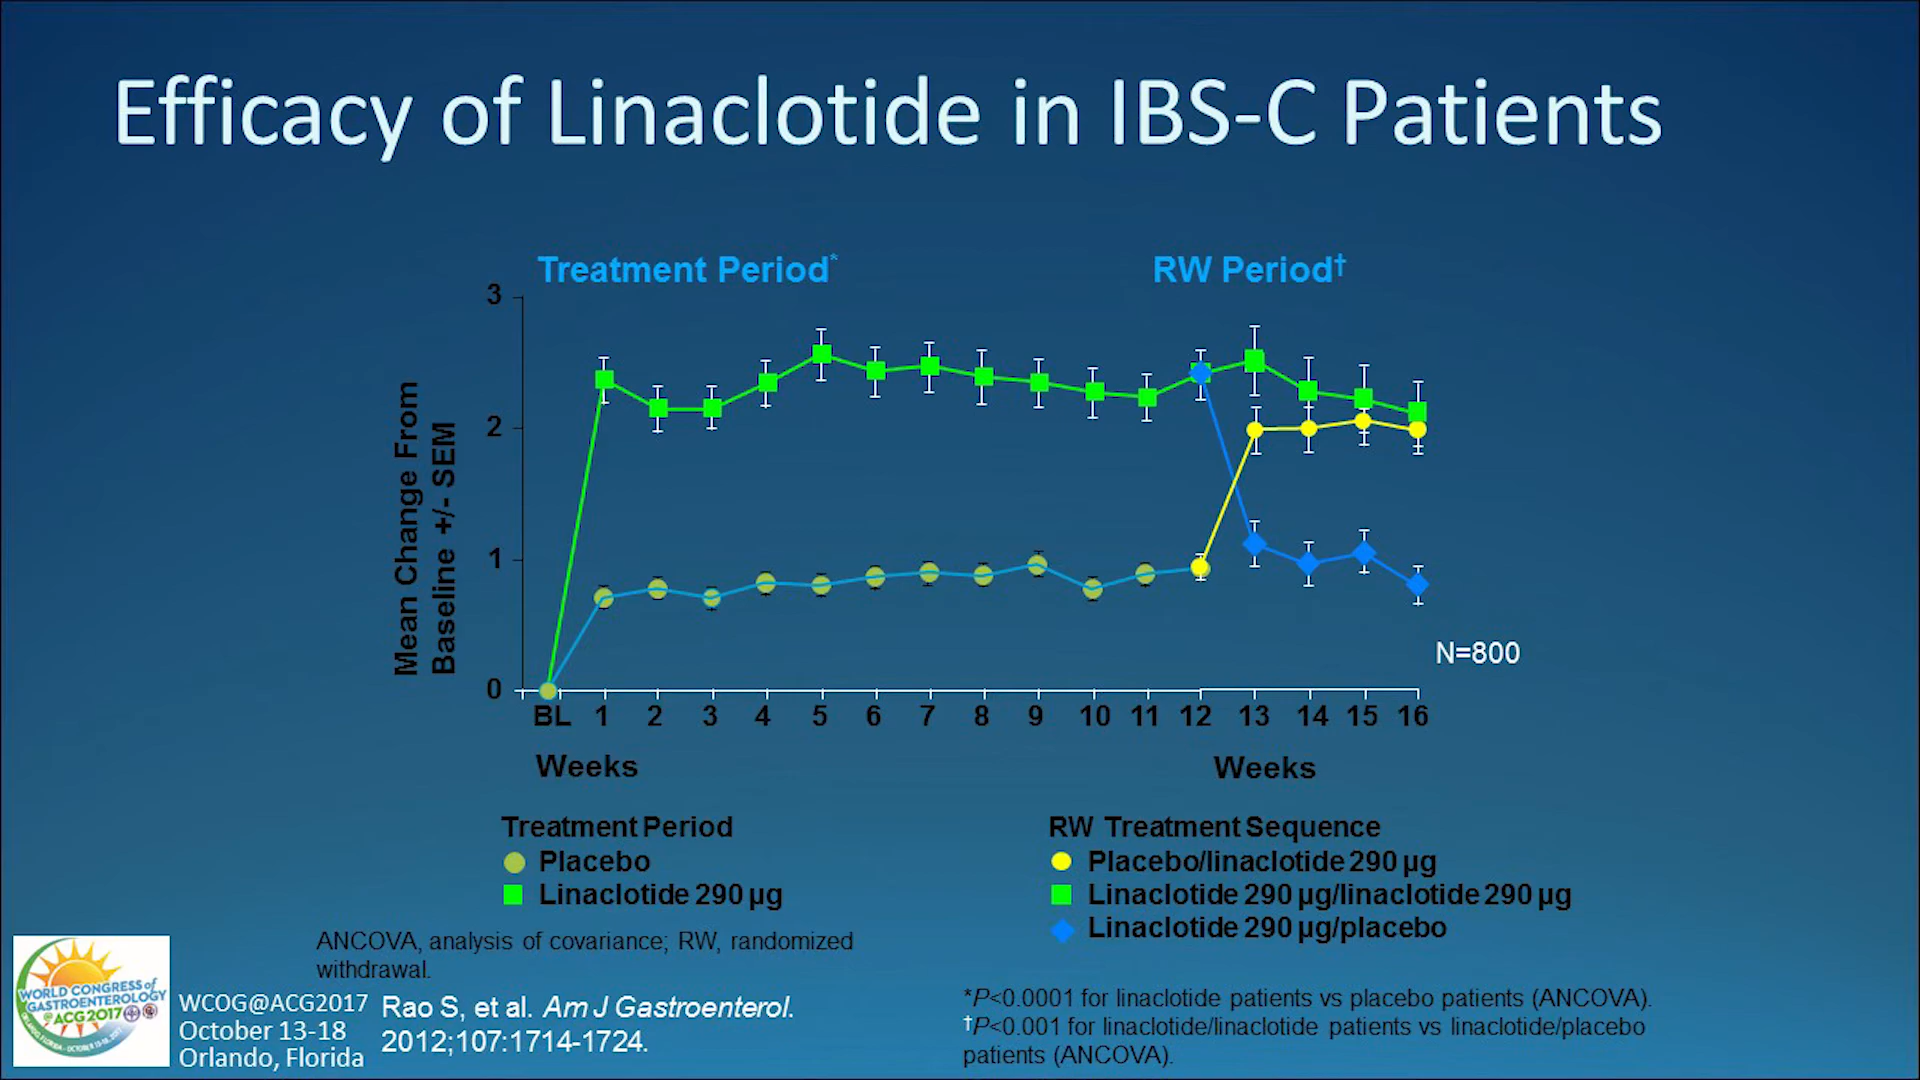 Efficacy of Linaclotide in IBS-C Patients
Treatment Period*
RW Period†
3
2
1
0
Mean Change From
Baseline +/- SEM
BL 1 2 3 4 5 6 7 8 9 10 11 12 13 14 15 16
Weeks
Weeks
N=800
Treatment Period
Placebo
Linaclotide 290 µg
RW Treatment Sequence
Placebo/linaclotide 290 µg
Linaclotide 290 µg/linaclotide 290 µg
Linaclotide 290 µg/placebo
ANCOVA, analysis of covariance; RW, randomized
withdrawal.
WORLD CONGRESS of
GASTROENTEROLOGY
@ ACG2017
WCOG@ACG2017
October 13-18
Orlando, Florida
Rao S, et al. Am J Gastroenterol.
2012;107:1714-1724.
*P<0.0001 for linaclotide patients vs placebo patients (ANCOVA).
†P<0.001 for linaclotide/linaclotide patients vs linaclotide/placebo
patients (ANCOVA).